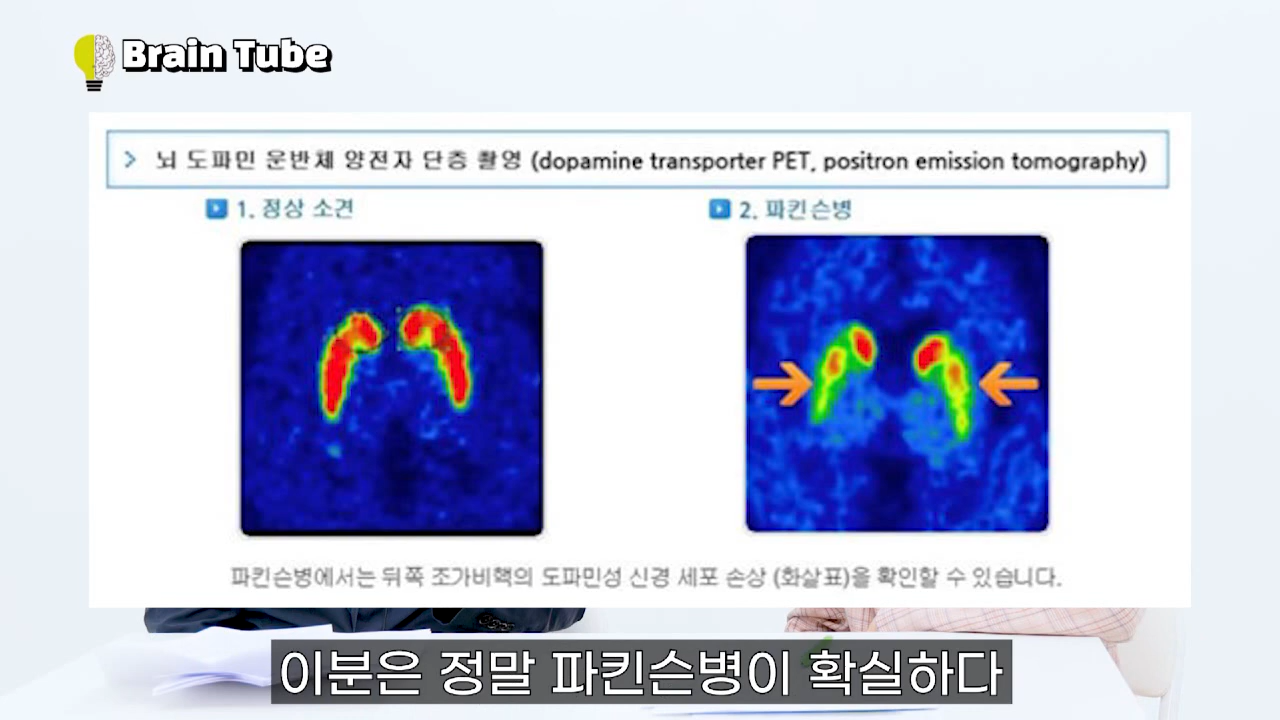 Brain Tube
뇌 도파민 운반체 양전자 단층 촬영 (dopamine transporter PET, positron emission tomography)
1. 정상 소견
2. 파킨슨병
파킨슨병에서는 뒤쪽 조가비핵의 도파민성 신경 세포 손상 (화살표)을 확인할 수 있습니다.
이분은 정말 파킨슨병이 확실하다